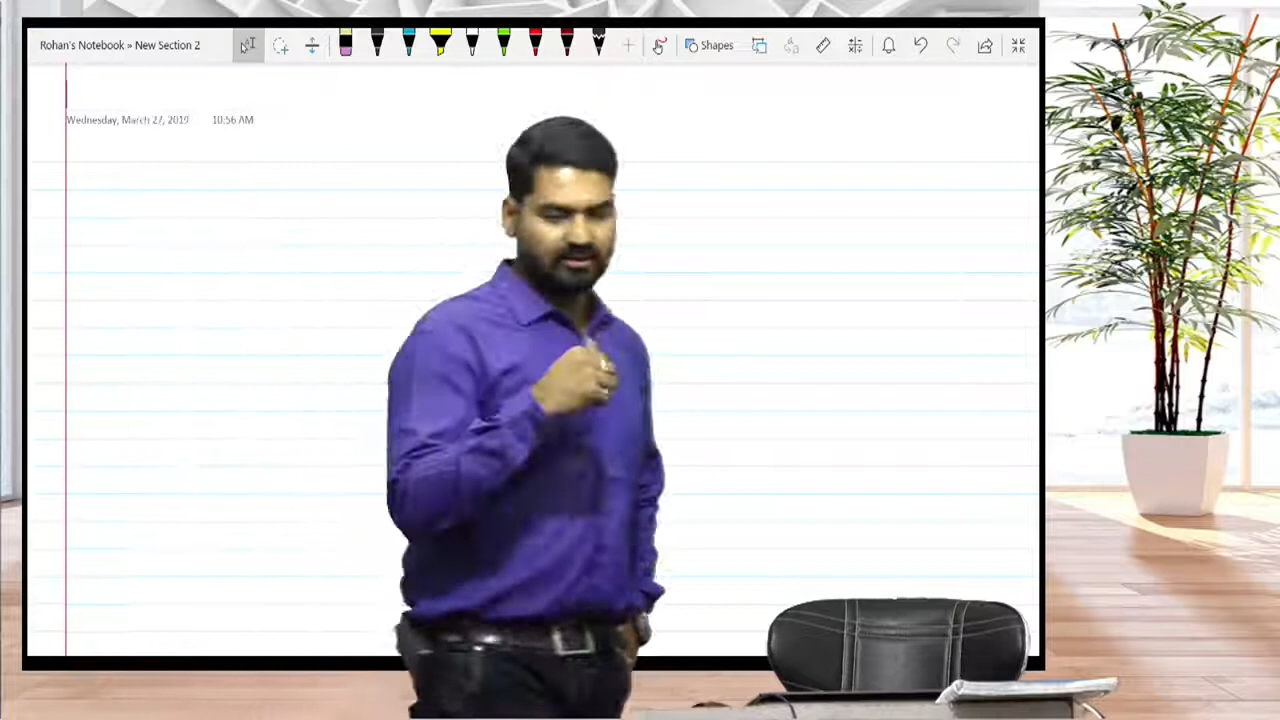 Rohan's Notebook » New Section 2
Shapes
Wednesday, March 27, 2019 10:56 AM